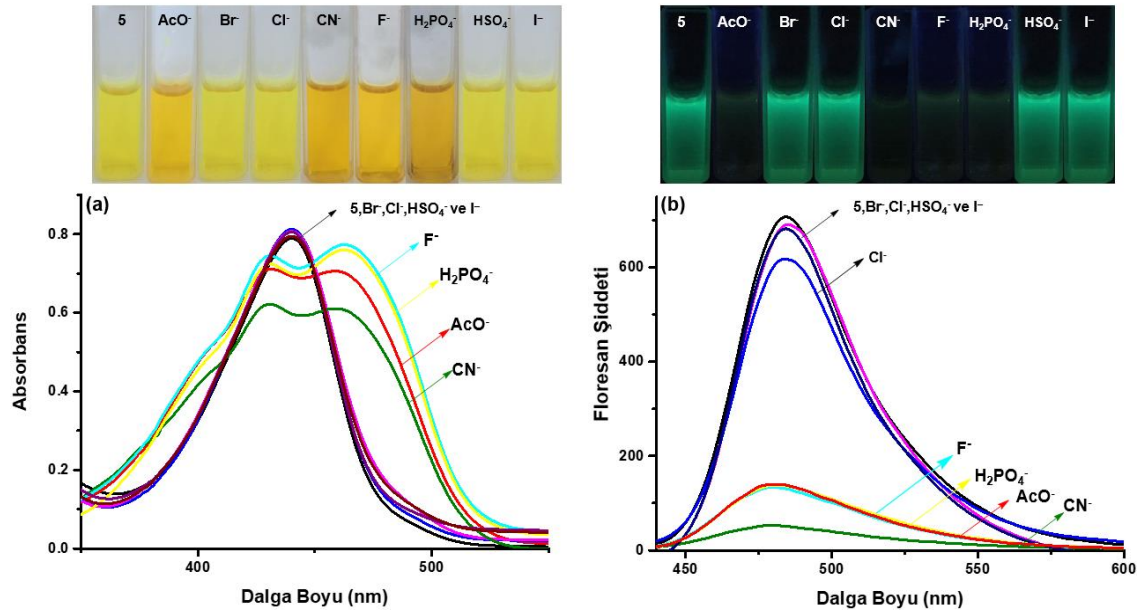 5 AcO⁻ Br⁻ Cl⁻ CN⁻ F⁻ H₂PO₄⁻ HSO₄⁻ I⁻
5 AcO⁻ Br⁻ Cl⁻ CN⁻ F⁻ H₂PO₄⁻ HSO₄⁻ I⁻
(a)
5,Br⁻,Cl⁻,HSO₄⁻ ve I⁻
F⁻
H₂PO₄⁻
AcO⁻
CN⁻
0.8
0.6
0.4
0.2
0.0
Absorbans
400 500
Dalga Boyu (nm)
(b)
5,Br⁻,Cl⁻,HSO₄⁻ ve I⁻
Cl⁻
F⁻
H₂PO₄⁻
AcO⁻
CN⁻
600
450
300
150
0
Floresan Şiddeti
450 500 550 600
Dalga Boyu (nm)